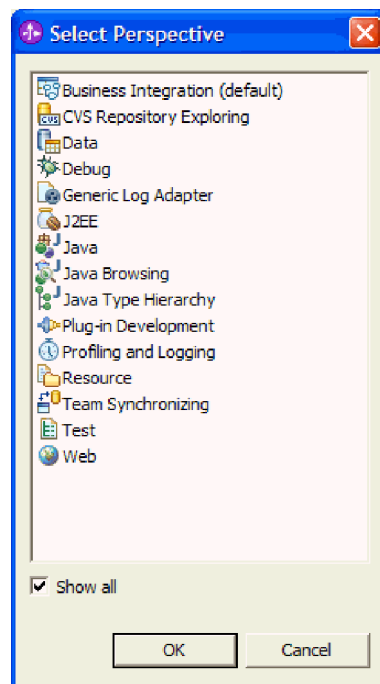 Select Perspective
Business Integration (default)
CVS CVS Repository Exploring
Data
Debug
Generic Log Adapter
J2EE
Java
Java Browsing
Java Type Hierarchy
Plug-in Development
Profiling and Logging
Resource
Team Synchronizing
Test
Web
Show all
OK Cancel